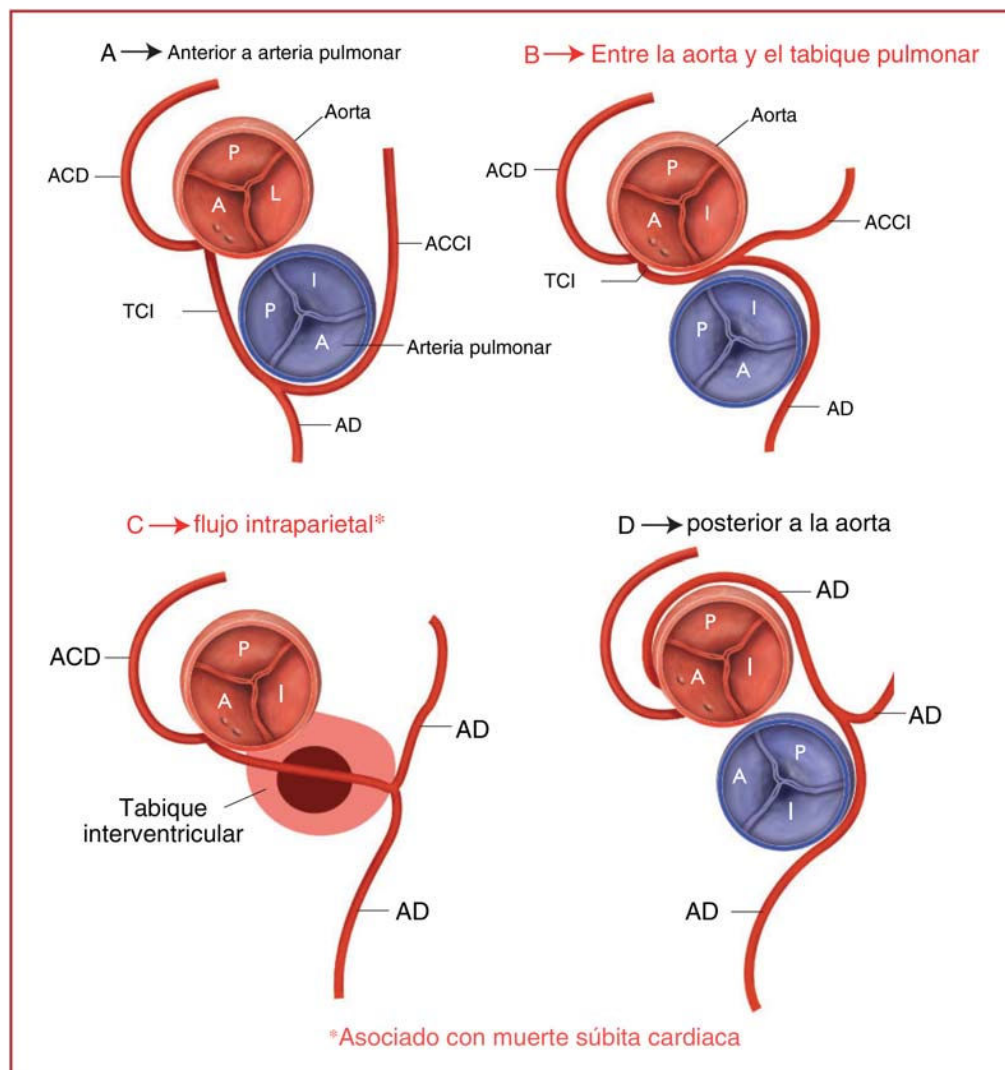 A → Anterior a arteria pulmonar
Aorta
ACD
P
A
L
ACCI
TCI
I
P
A
Arteria pulmonar
AD
B → Entre la aorta y el tabique pulmonar
Aorta
ACD
P
A
I
ACCI
TCI
I
P
A
AD
C → flujo intraparietal*
ACD
P
A
I
AD
Tabique
interventricular
AD
D → posterior a la aorta
AD
P
A
I
AD
P
A
I
AD
*Asociado con muerte súbita cardiaca